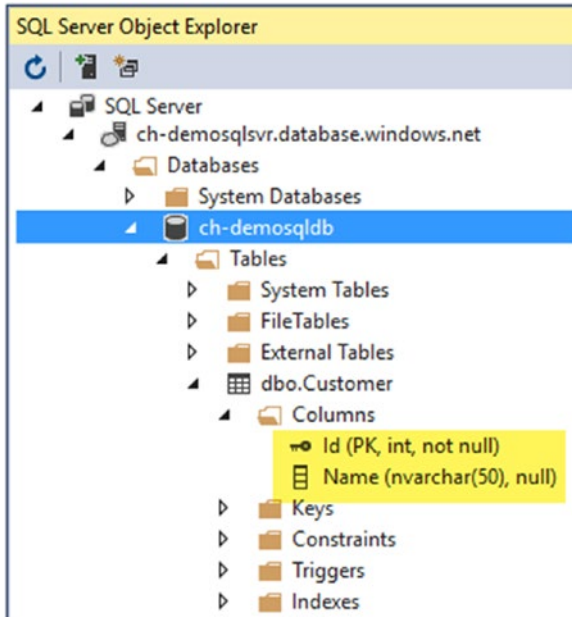 SQL Server Object Explorer
SQL Server
ch-demosqlsvr.database.windows.net
Databases
System Databases
ch-demosqldb
Tables
System Tables
FileTables
External Tables
dbo.Customer
Columns
Id (PK, int, not null)
Name (nvarchar(50), null)
Keys
Constraints
Triggers
Indexes